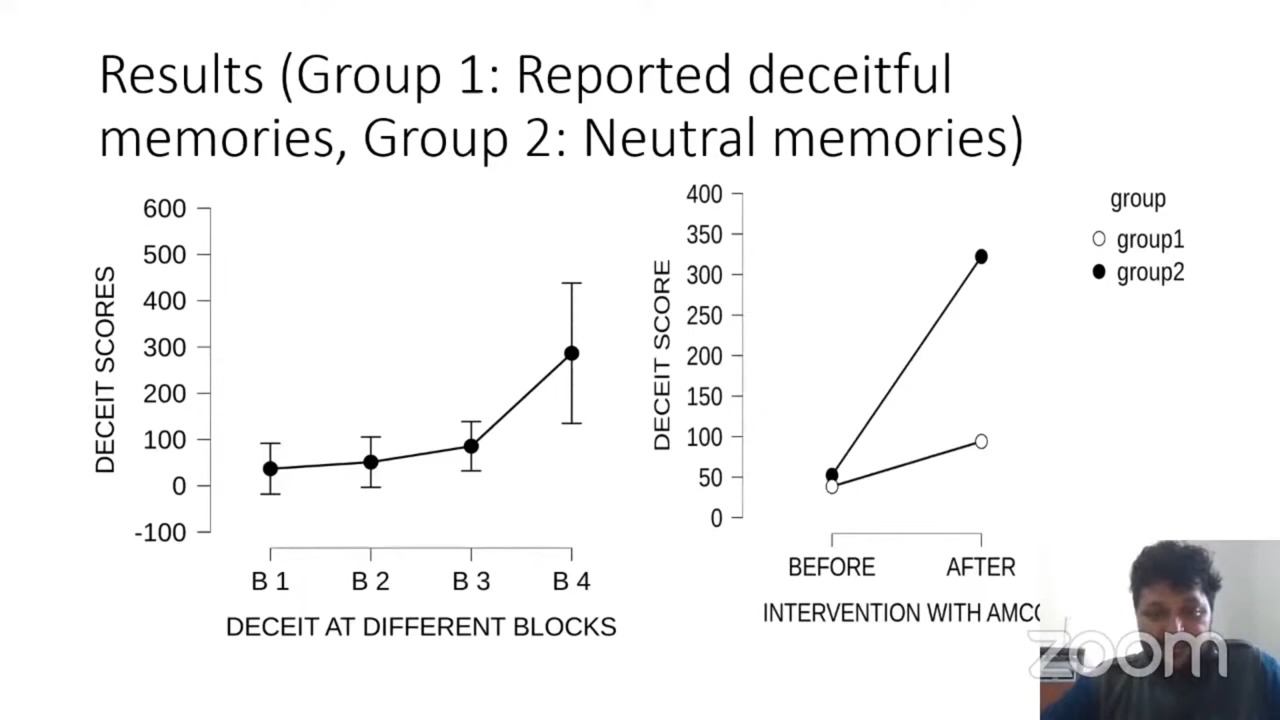 Results (Group 1: Reported deceitful
memories, Group 2: Neutral memories)
600
500
400
300
200
100
0
-100
DECEIT SCORES
B 1
B 2
B 3
B 4
DECEIT AT DIFFERENT BLOCKS
400
350
300
250
200
150
100
50
0
DECEIT SCORE
BEFORE
AFTER
INTERVENTION WITH
group
group1
group2
zoom